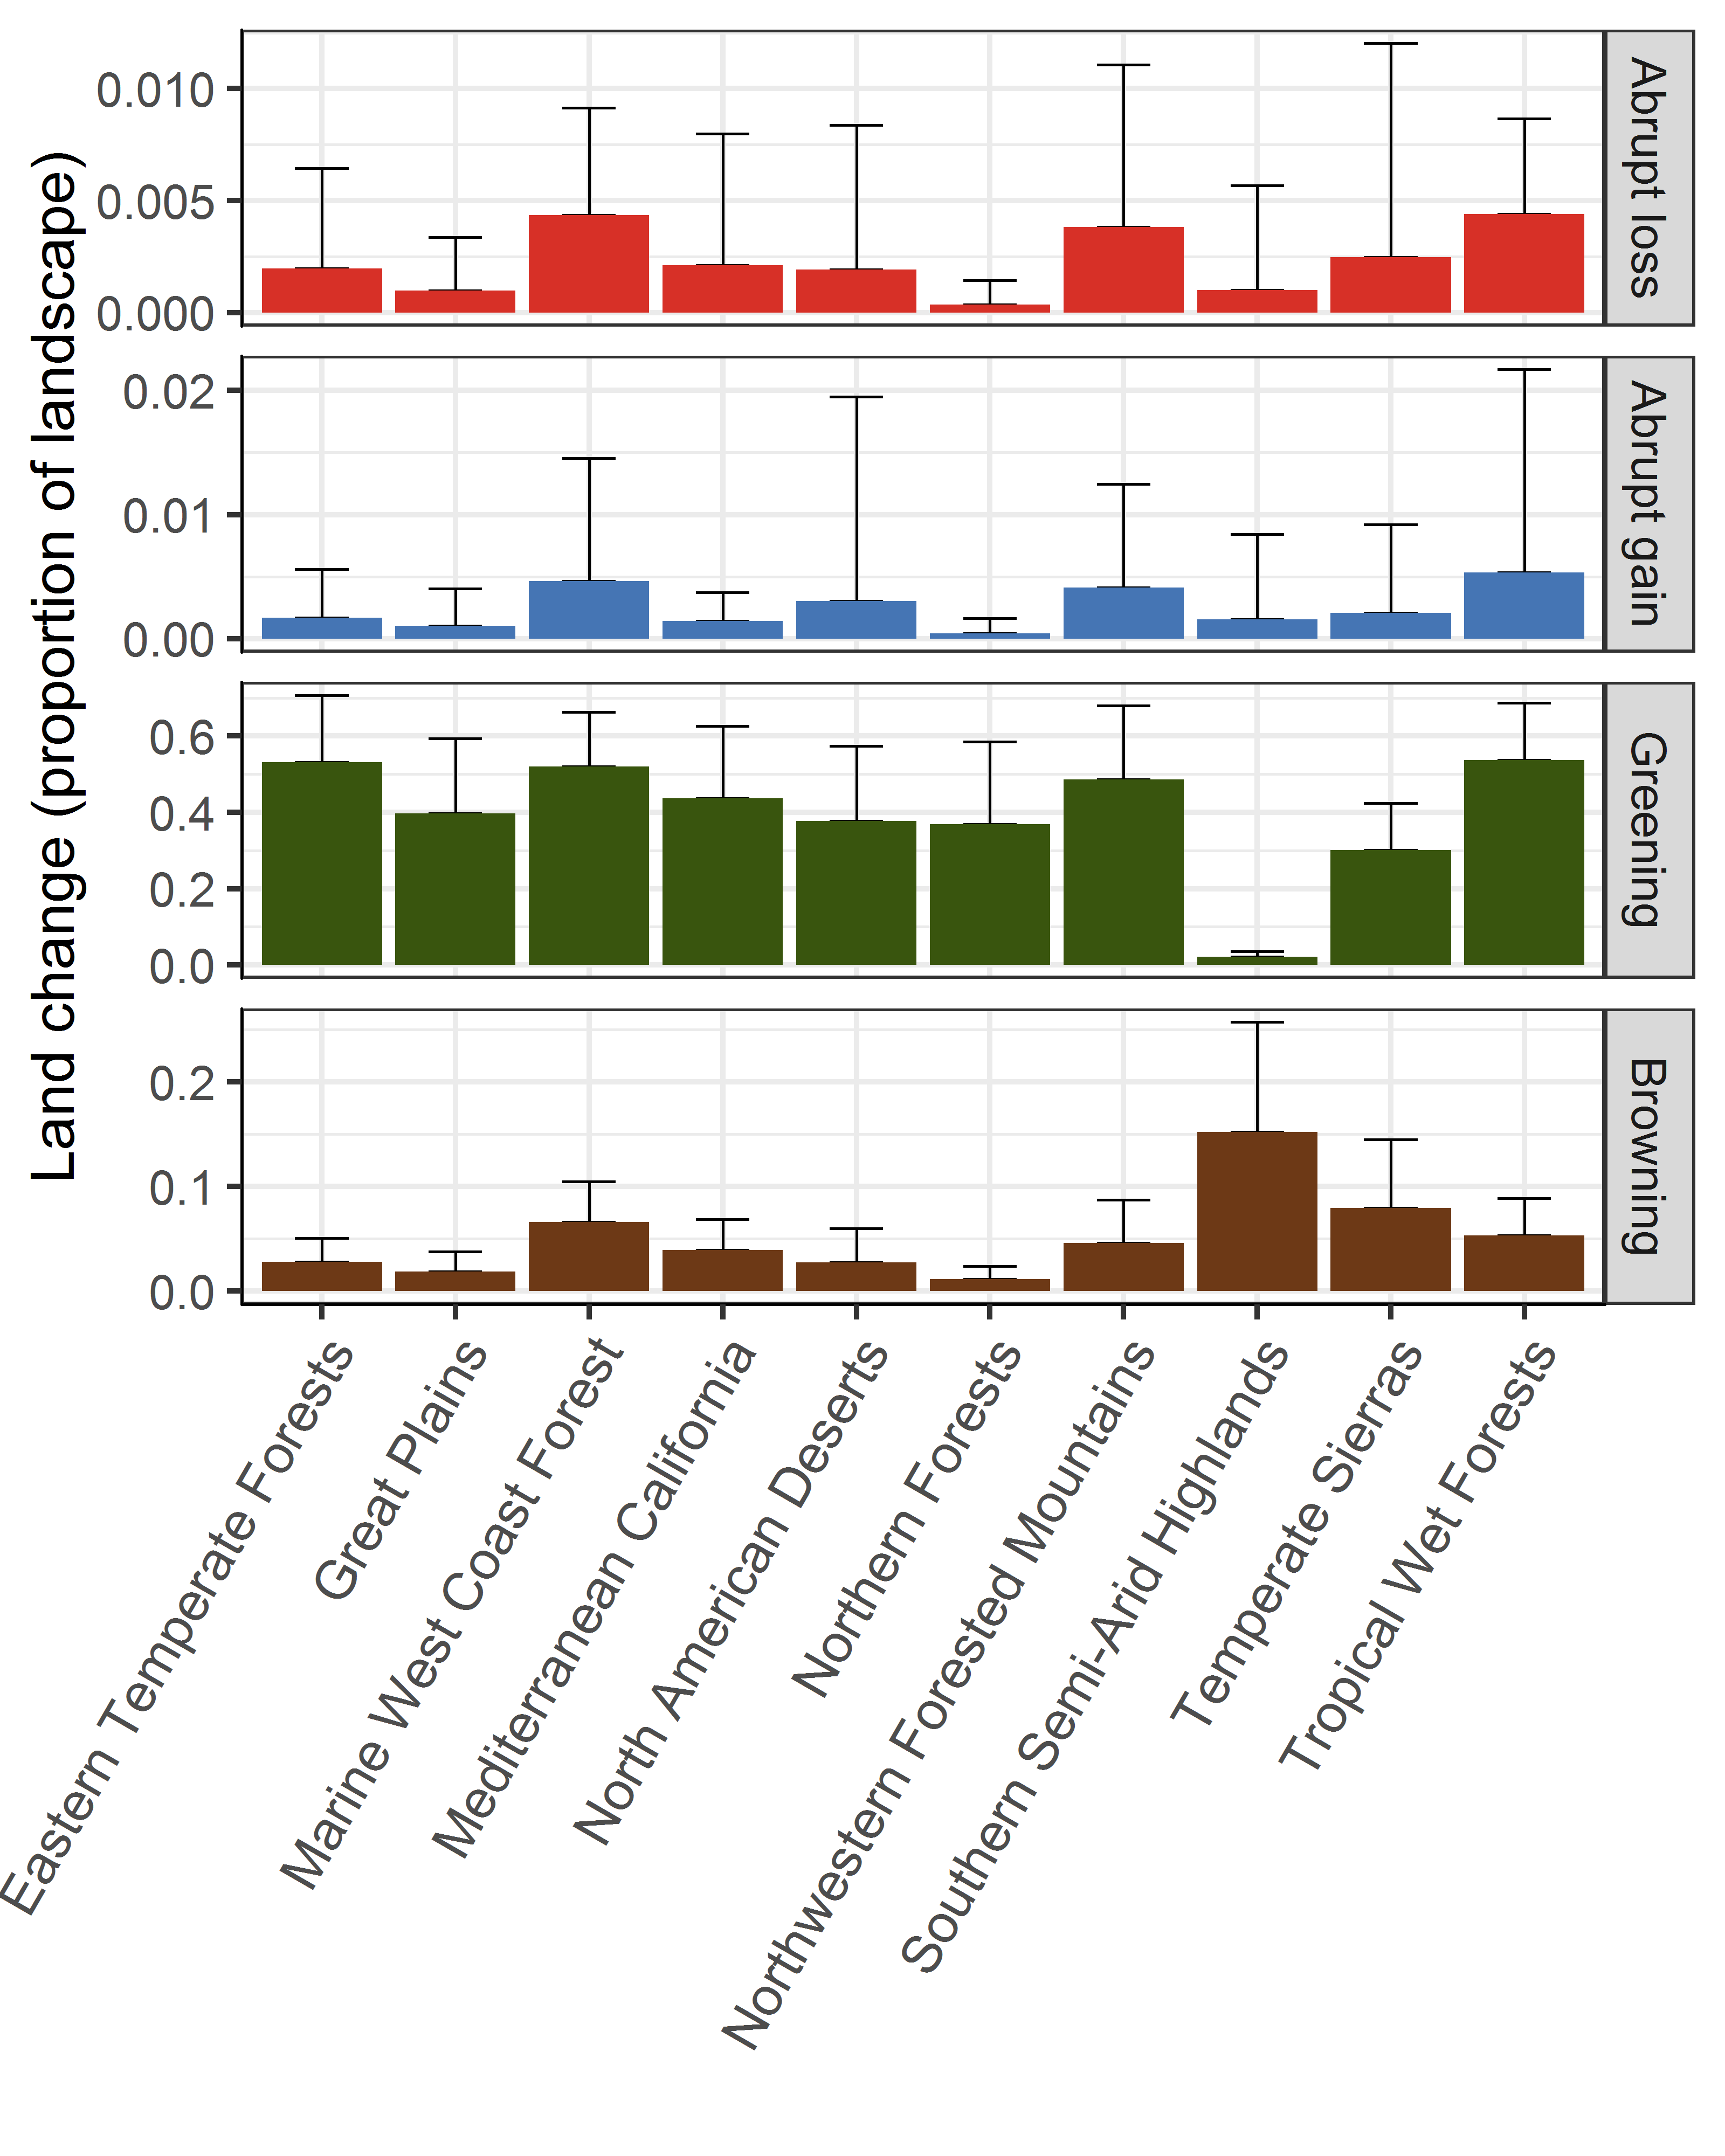 Land change (proportion of landscape)
0.010
0.005
0.000
Abrupt loss
0.02
0.01
0.00
Abrupt gain
0.6
0.4
0.2
0.0
Greening
0.2
0.1
0.0
Browning
Eastern Temperate Forests
Great Plains
Marine West Coast Forest
Mediterranean California
North American Deserts
Northern Forests
Northwestern Forested Mountains
Southern Semi-Arid Highlands
Temperate Sierras
Tropical Wet Forests